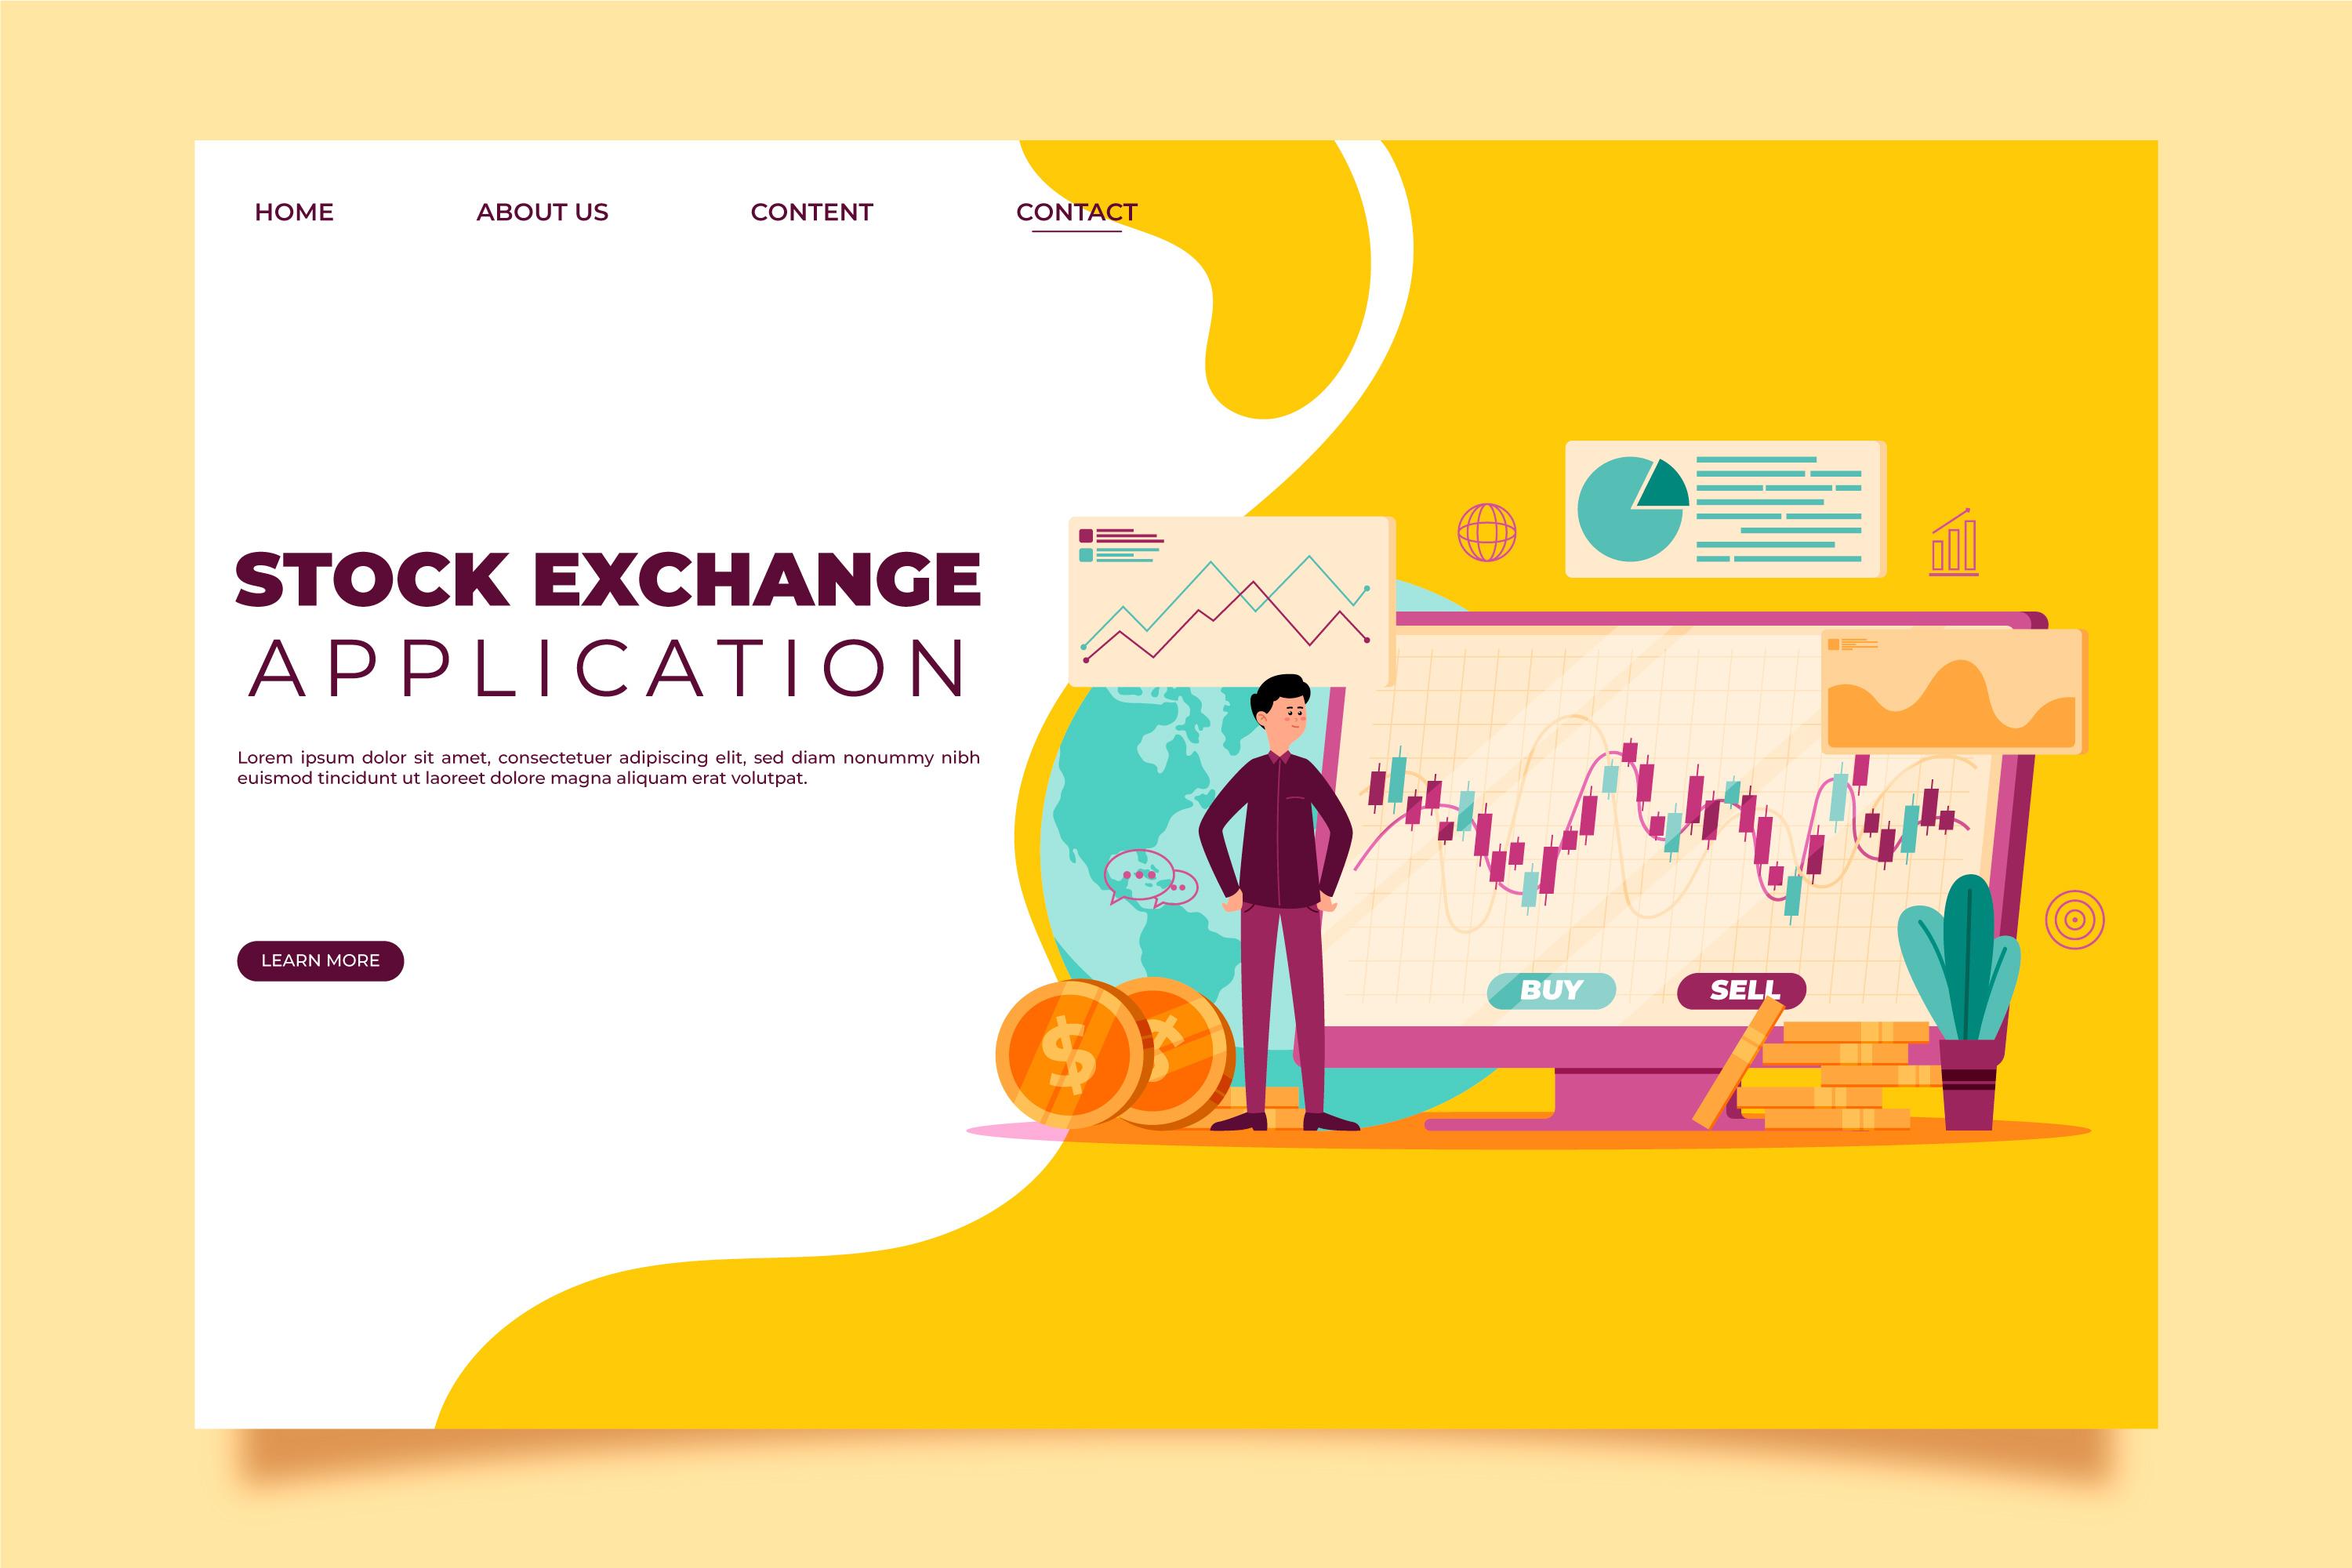 HOME
ABOUT US
CONTENT
CONTACT
STOCK EXCHANGE
APPLICATION
Lorem ipsum dolor sit amet, consectetuer adipiscing elit, sed diam nonummy nibh
euismod tincidunt ut laoreet dolore magna aliquam erat volutpat.
LEARN MORE
BUY
SELL
$
$